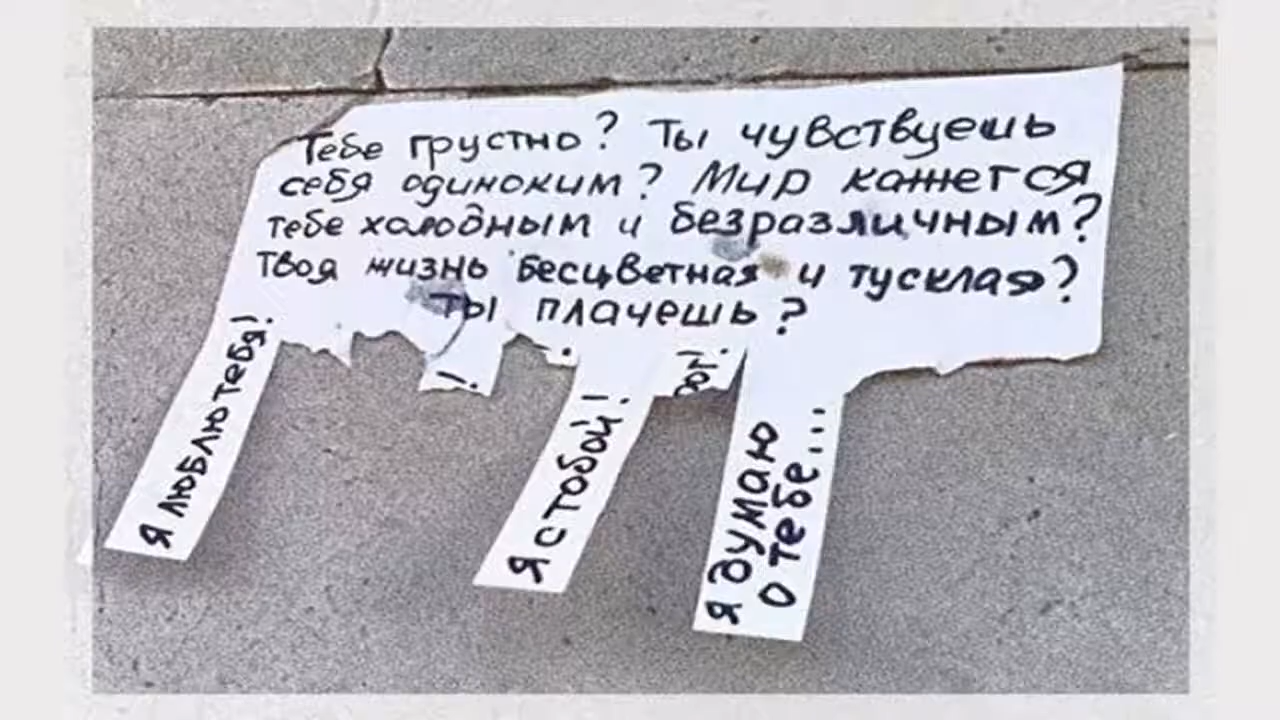 Тебе грустно? Ты чувствуешь
себя одиноким? Мир кажется
тебе холодным и безразличным?
Твоя жизнь бесцветная и тусклая?
ты плачешь?
Я ЛЮБЛЮ ТЕБЯ!
Я С ТОБОЙ!
Я ДУМАЮ
О ТЕБЕ...